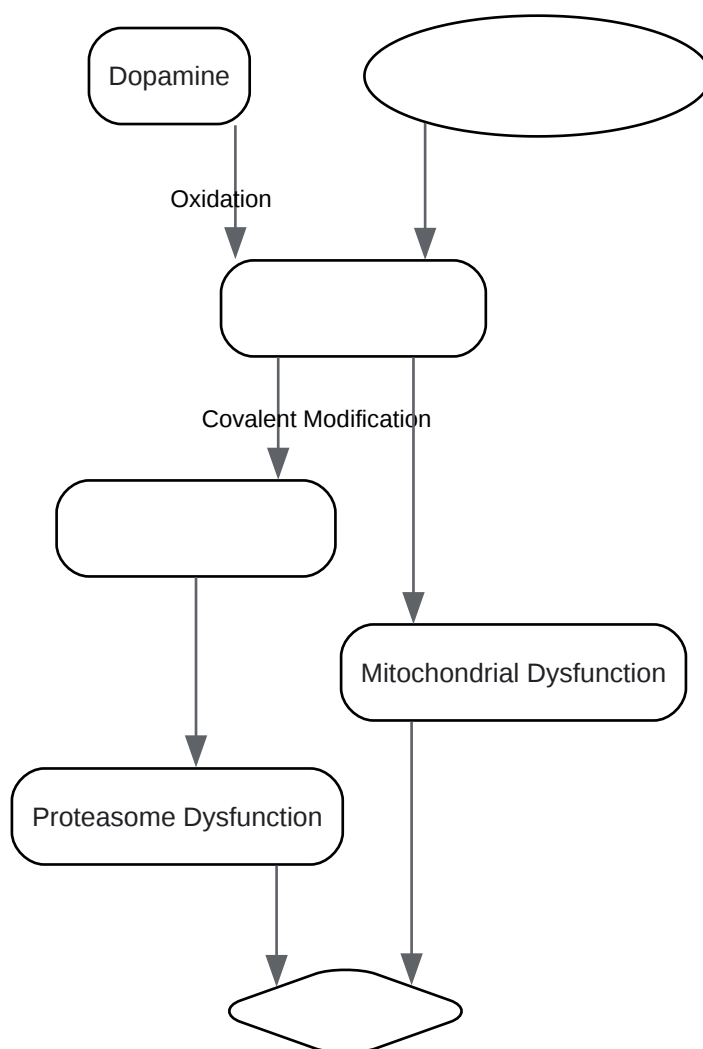 Dopamine
Oxidation
Covalent Modification
Mitochondrial Dysfunction
Proteasome Dysfunction